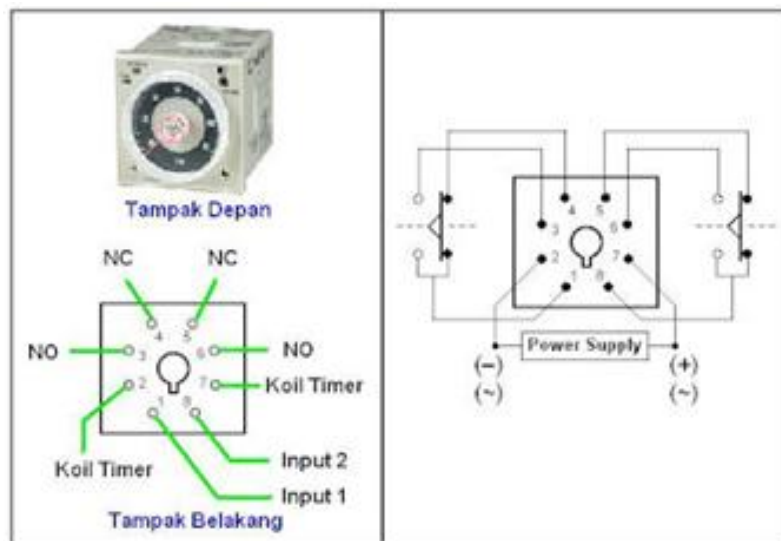 Tampak Depan
NC NC
4 5
NO 3 6 NO
2 7 Koil Timer
1 8
Koil Timer
Input 2
Input 1
Tampak Belakang
4 5
3 6
2 7
1 8
Power Supply
(−) (+)
(~) (~)